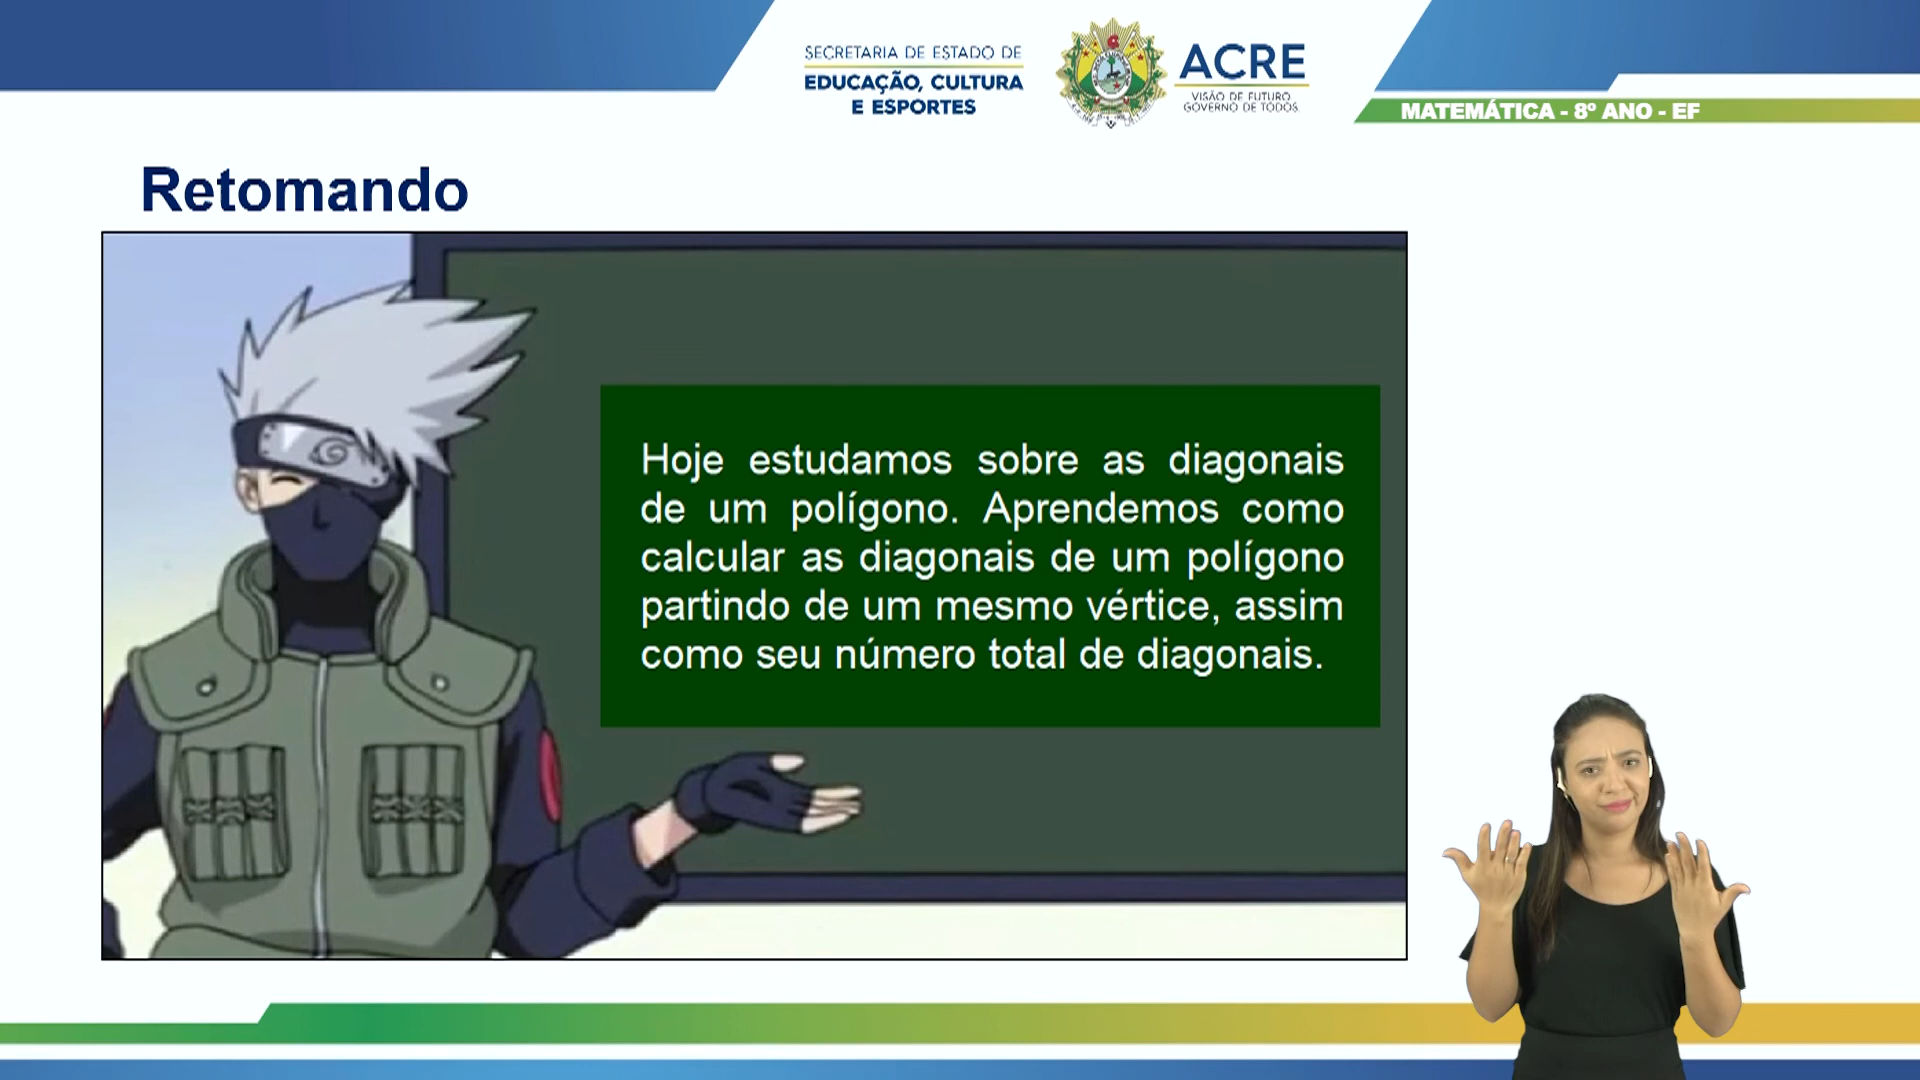 SECRETARIA DE ESTADO DE
EDUCAÇÃO, CULTURA
E ESPORTES
ACRE
VISÃO DE FUTURO
GOVERNO DE TODOS
MATEMÁTICA - 8º ANO - EF
Retomando
Hoje estudamos sobre as diagonais
de um polígono. Aprendemos como
calcular as diagonais de um polígono
partindo de um mesmo vértice, assim
como seu número total de diagonais.